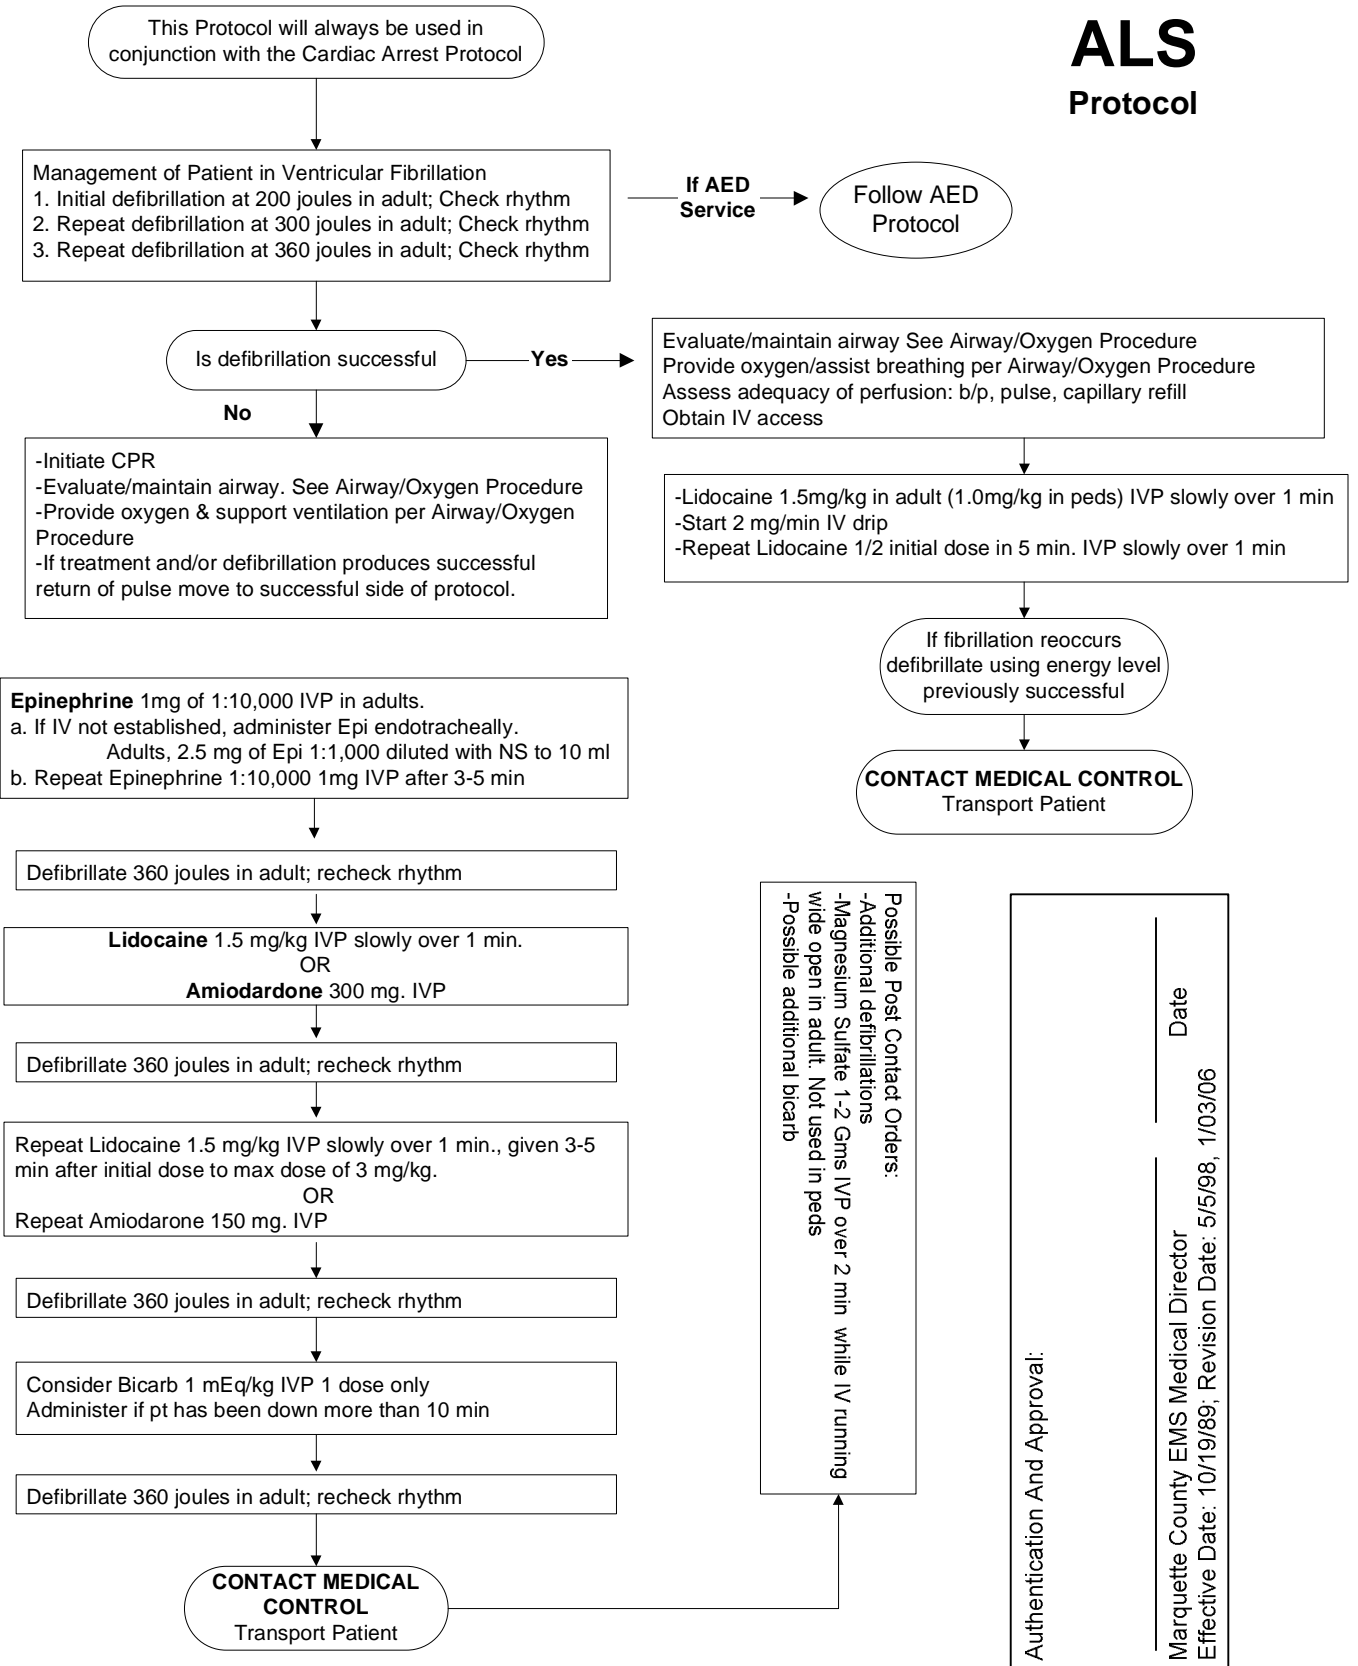 This Protocol will always be used in
conjunction with the Cardiac Arrest Protocol
ALS
Protocol
Management of Patient in Ventricular Fibrillation
1. Initial defibrillation at 200 joules in adult; Check rhythm
2. Repeat defibrillation at 300 joules in adult; Check rhythm
3. Repeat defibrillation at 360 joules in adult; Check rhythm
If AED
Service
Follow AED
Protocol
Is defibrillation successful
Yes
No
Evaluate/maintain airway See Airway/Oxygen Procedure
Provide oxygen/assist breathing per Airway/Oxygen Procedure
Assess adequacy of perfusion: b/p, pulse, capillary refill
Obtain IV access
-Initiate CPR
-Evaluate/maintain airway. See Airway/Oxygen Procedure
-Provide oxygen & support ventilation per Airway/Oxygen
Procedure
-If treatment and/or defibrillation produces successful
return of pulse move to successful side of protocol.
-Lidocaine 1.5mg/kg in adult (1.0mg/kg in peds) IVP slowly over 1 min
-Start 2 mg/min IV drip
-Repeat Lidocaine 1/2 initial dose in 5 min. IVP slowly over 1 min
If fibrillation reoccurs
defibrillate using energy level
previously successful
CONTACT MEDICAL CONTROL
Transport Patient
Epinephrine 1mg of 1:10,000 IVP in adults.
a. If IV not established, administer Epi endotracheally.
Adults, 2.5 mg of Epi 1:1,000 diluted with NS to 10 ml
b. Repeat Epinephrine 1:10,000 1mg IVP after 3-5 min
Defibrillate 360 joules in adult; recheck rhythm
Lidocaine 1.5 mg/kg IVP slowly over 1 min.
OR
Amiodardone 300 mg. IVP
Defibrillate 360 joules in adult; recheck rhythm
Repeat Lidocaine 1.5 mg/kg IVP slowly over 1 min., given 3-5
min after initial dose to max dose of 3 mg/kg.
OR
Repeat Amiodarone 150 mg. IVP
Defibrillate 360 joules in adult; recheck rhythm
Consider Bicarb 1 mEq/kg IVP 1 dose only
Administer if pt has been down more than 10 min
Defibrillate 360 joules in adult; recheck rhythm
CONTACT MEDICAL
CONTROL
Transport Patient
Possible Post Contact Orders:
-Additional defibrillations
-Magnesium Sulfate 1-2 Gms IVP over 2 min while IV running
wide open in adult. Not used in peds
-Possible additional bicarb
Authentication And Approval:
Marquette County EMS Medical Director Date
Effective Date: 10/19/89; Revision Date: 5/5/98, 1/03/06